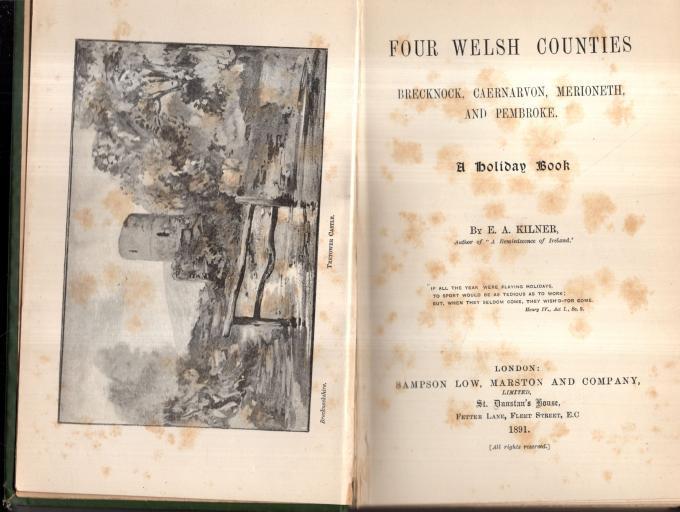 Tretower Castle.
Brecknockshire.
FOUR WELSH COUNTIES
BRECKNOCK, CAERNARVON, MERIONETH,
AND PEMBROKE.
A Holiday Book
By E. A. KILNER,
Author of "A Reminiscence of Ireland.'
"IF ALL THE YEAR WERE PLAYING HOLIDAYS,
TO SPORT WOULD BE AS TEDIOUS AS TO WORK;
BUT, WHEN THEY SELDOM COME, THEY WISH'D-FOR COME.
Henry IV., Act I., Sc. 2.
LONDON:
SAMPSON LOW, MARSTON AND COMPANY,
LIMITED,
St. Dunstan's House,
Fetter Lane, Fleet Street, E.C
1891.
[All rights reserved.]